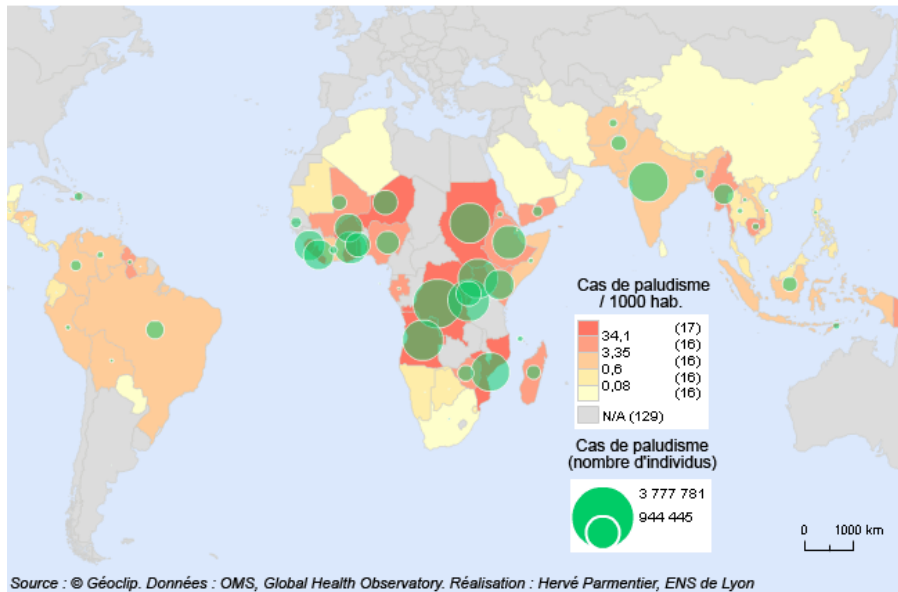 Cas de paludisme
/ 1000 hab.
(17)
34,1
(16)
3,35
(16)
0,6
(16)
0,08
(16)
N/A (129)
Cas de paludisme
(nombre d'individus)
3 777 781
944 445
0 1000 km
Source : © Géoclip. Données : OMS, Global Health Observatory. Réalisation : Hervé Parmentier, ENS de Lyon